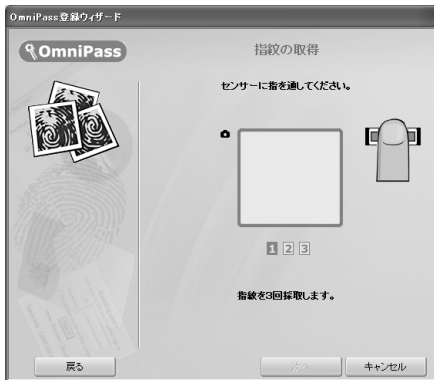 OmniPass登録ウィザード
OmniPass
指紋の取得
センサーに指を通してください。
1 2 3
指紋を3回採取します。
戻る
次へ
キャンセル